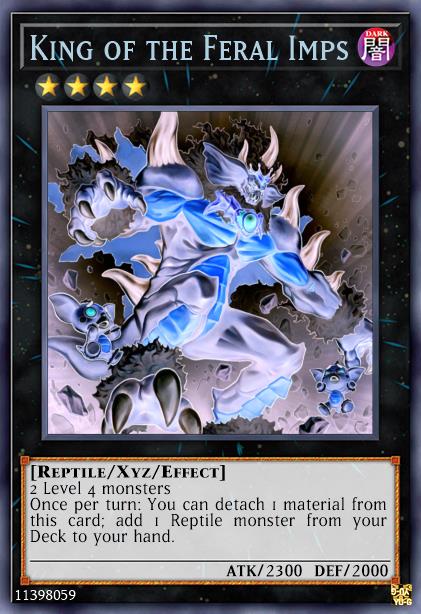 KING OF THE FERAL IMPS
DARK
闇
[REPTILE/XYZ/EFFECT]
2 Level 4 monsters
Once per turn: You can detach 1 material from
this card; add 1 Reptile monster from your
Deck to your hand.
ATK/2300 DEF/2000
11398059